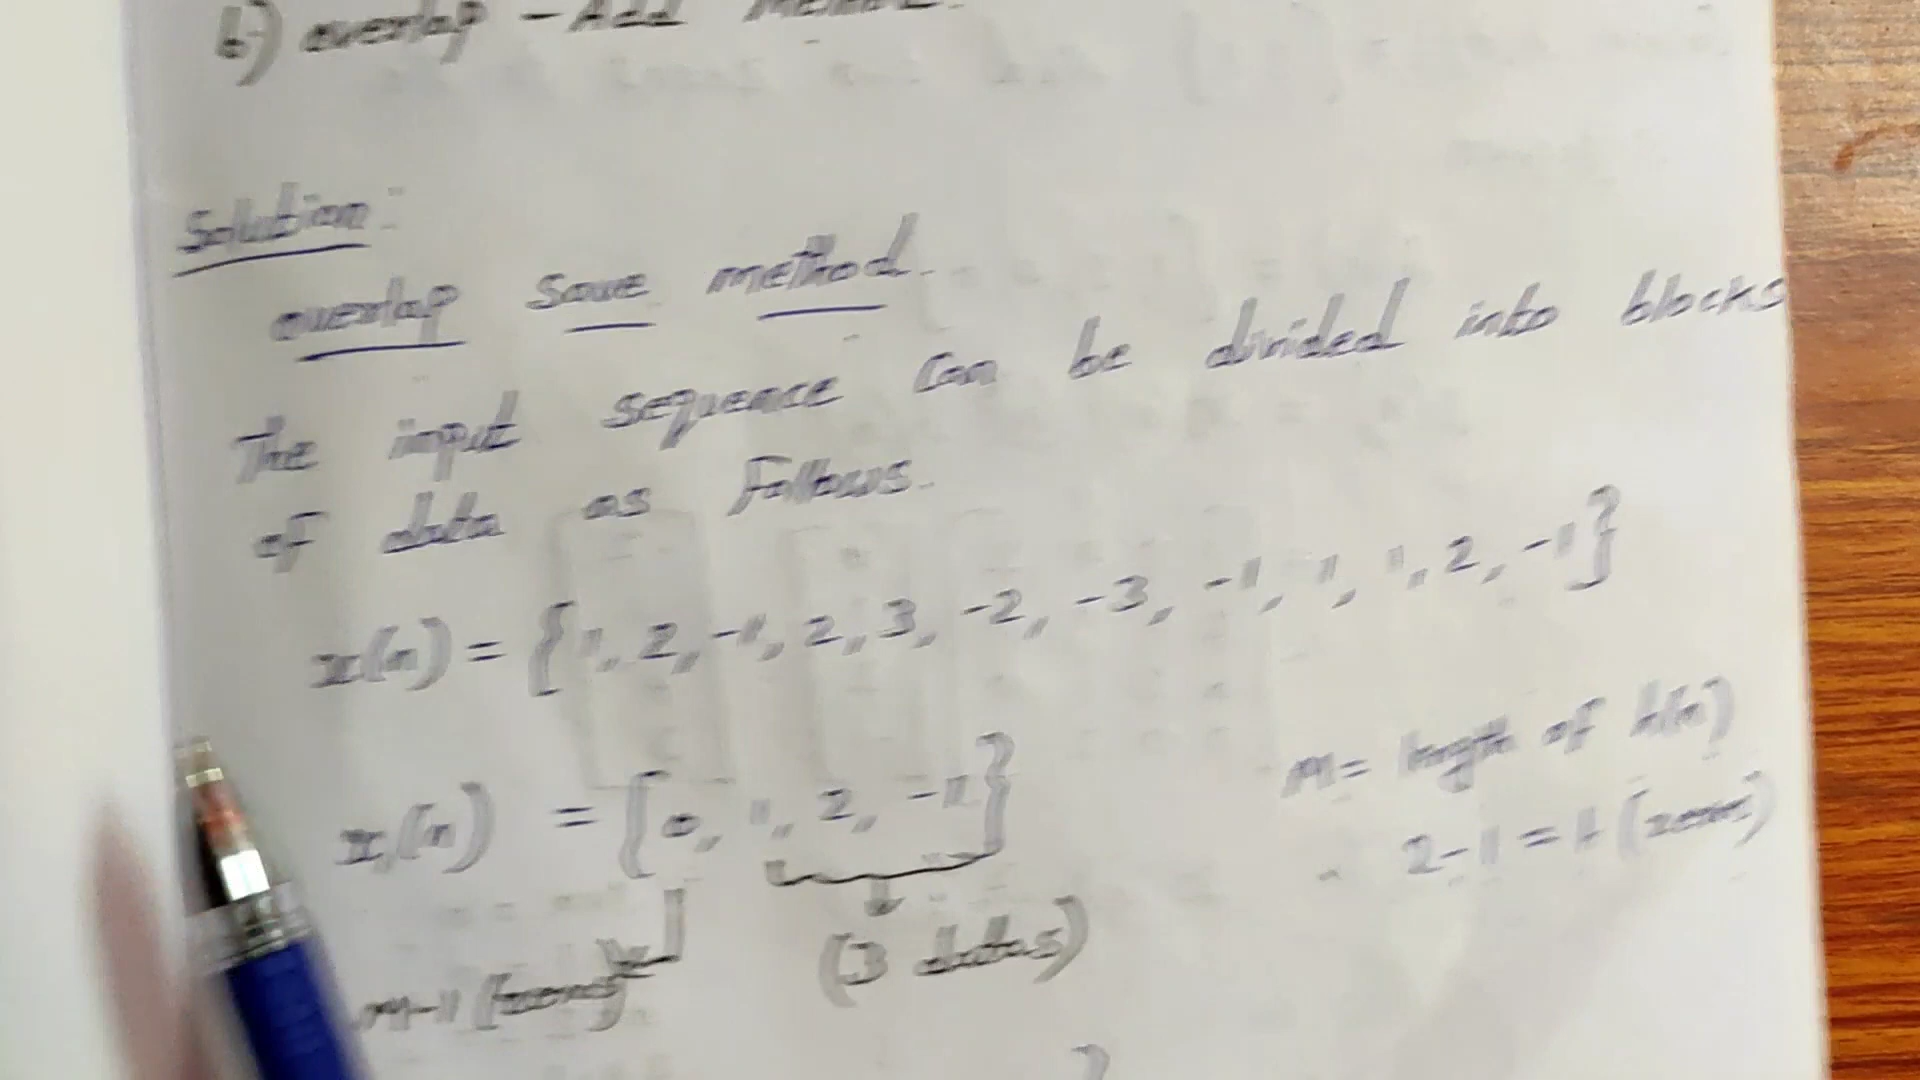 b) overlap - Add Method.
Solution:
overlap save method.
The input sequence can be divided into blocks
of data as follows.
x(n) = {1, 2, -1, 2, 3, -2, -3, -1, 1, 1, 2, -1}
x₁(n) = {0, 1, 2, -1}
M = length of h(n)
2-1 = 1 (zero)
M-1 (zeros)
(3 datas)